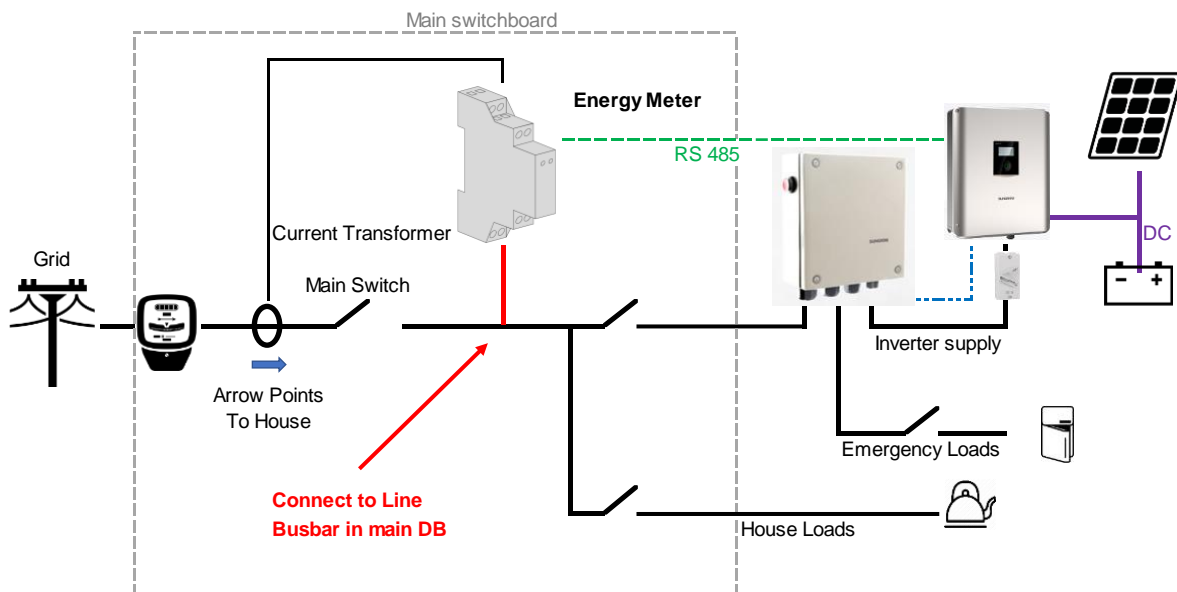 Main switchboard
Energy Meter
RS 485
DC
Current Transformer
Grid
Main Switch
Inverter supply
Arrow Points
To House
Emergency Loads
Connect to Line
Busbar in main DB
House Loads